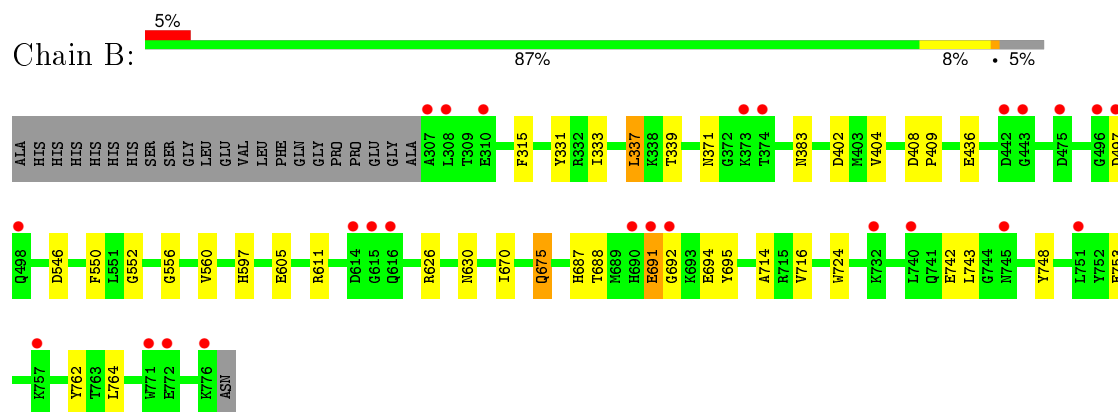 5%
Chain B:
87% 8% • 5%
ALA HIS HIS HIS HIS HIS HIS SER SER GLY LEU GLU VAL LEU PHE GLN GLY PRO PRO GLU GLY ALA A307 L308 T309 E310 F315 Y331 R332 I333 L337 K338 T339 N371 G372 K373 T374 N383 D402 M403 V404 D408 P409 E436 D442 G443 D475 G496 D497
Q498 D546 F550 L551 G552 G556 V560 H597 E605 R611 D614 G615 Q616 R626 N630 I670 Q675 H687 T688 M689 H690 E691 G692 K693 E694 Y695 A714 R715 V716 W724 K732 L740 Q741 E742 L743 G744 N745 Y748 L751 Y752 E753
K757 Y762 T763 L764 W771 E772 K776 ASN